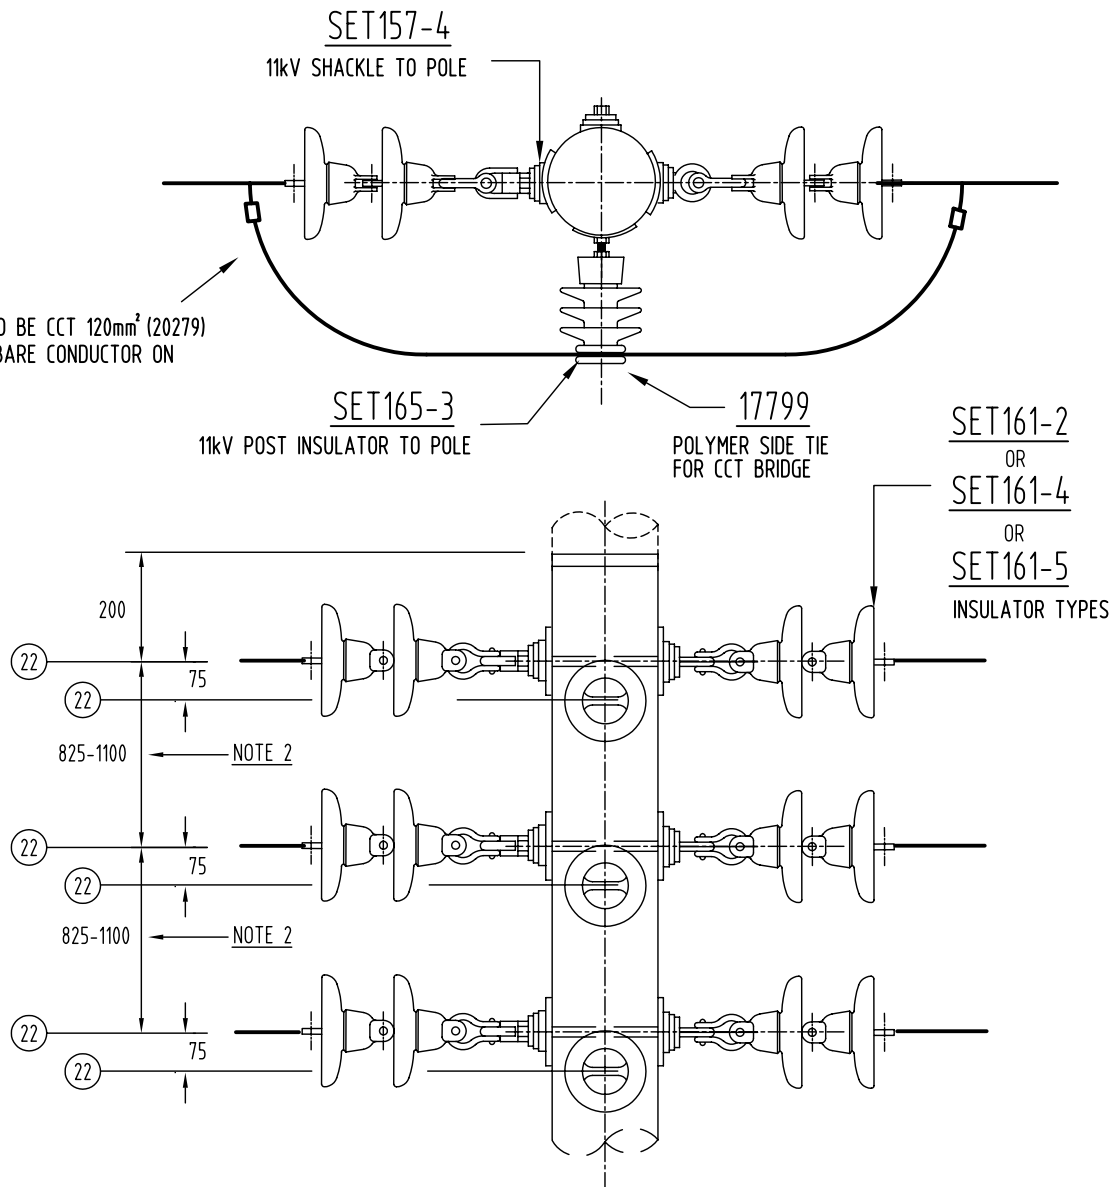 SET157-4
11kV SHACKLE TO POLE
BE CCT 120mm² (20279)
BARE CONDUCTOR ON
SET165-3
11kV POST INSULATOR TO POLE
17799
POLYMER SIDE TIE
FOR CCT BRIDGE
SET161-2
OR
SET161-4
OR
SET161-5
INSULATOR TYPES
200
22
75
22
825-1100
NOTE 2
22
75
22
825-1100
NOTE 2
22
75
22